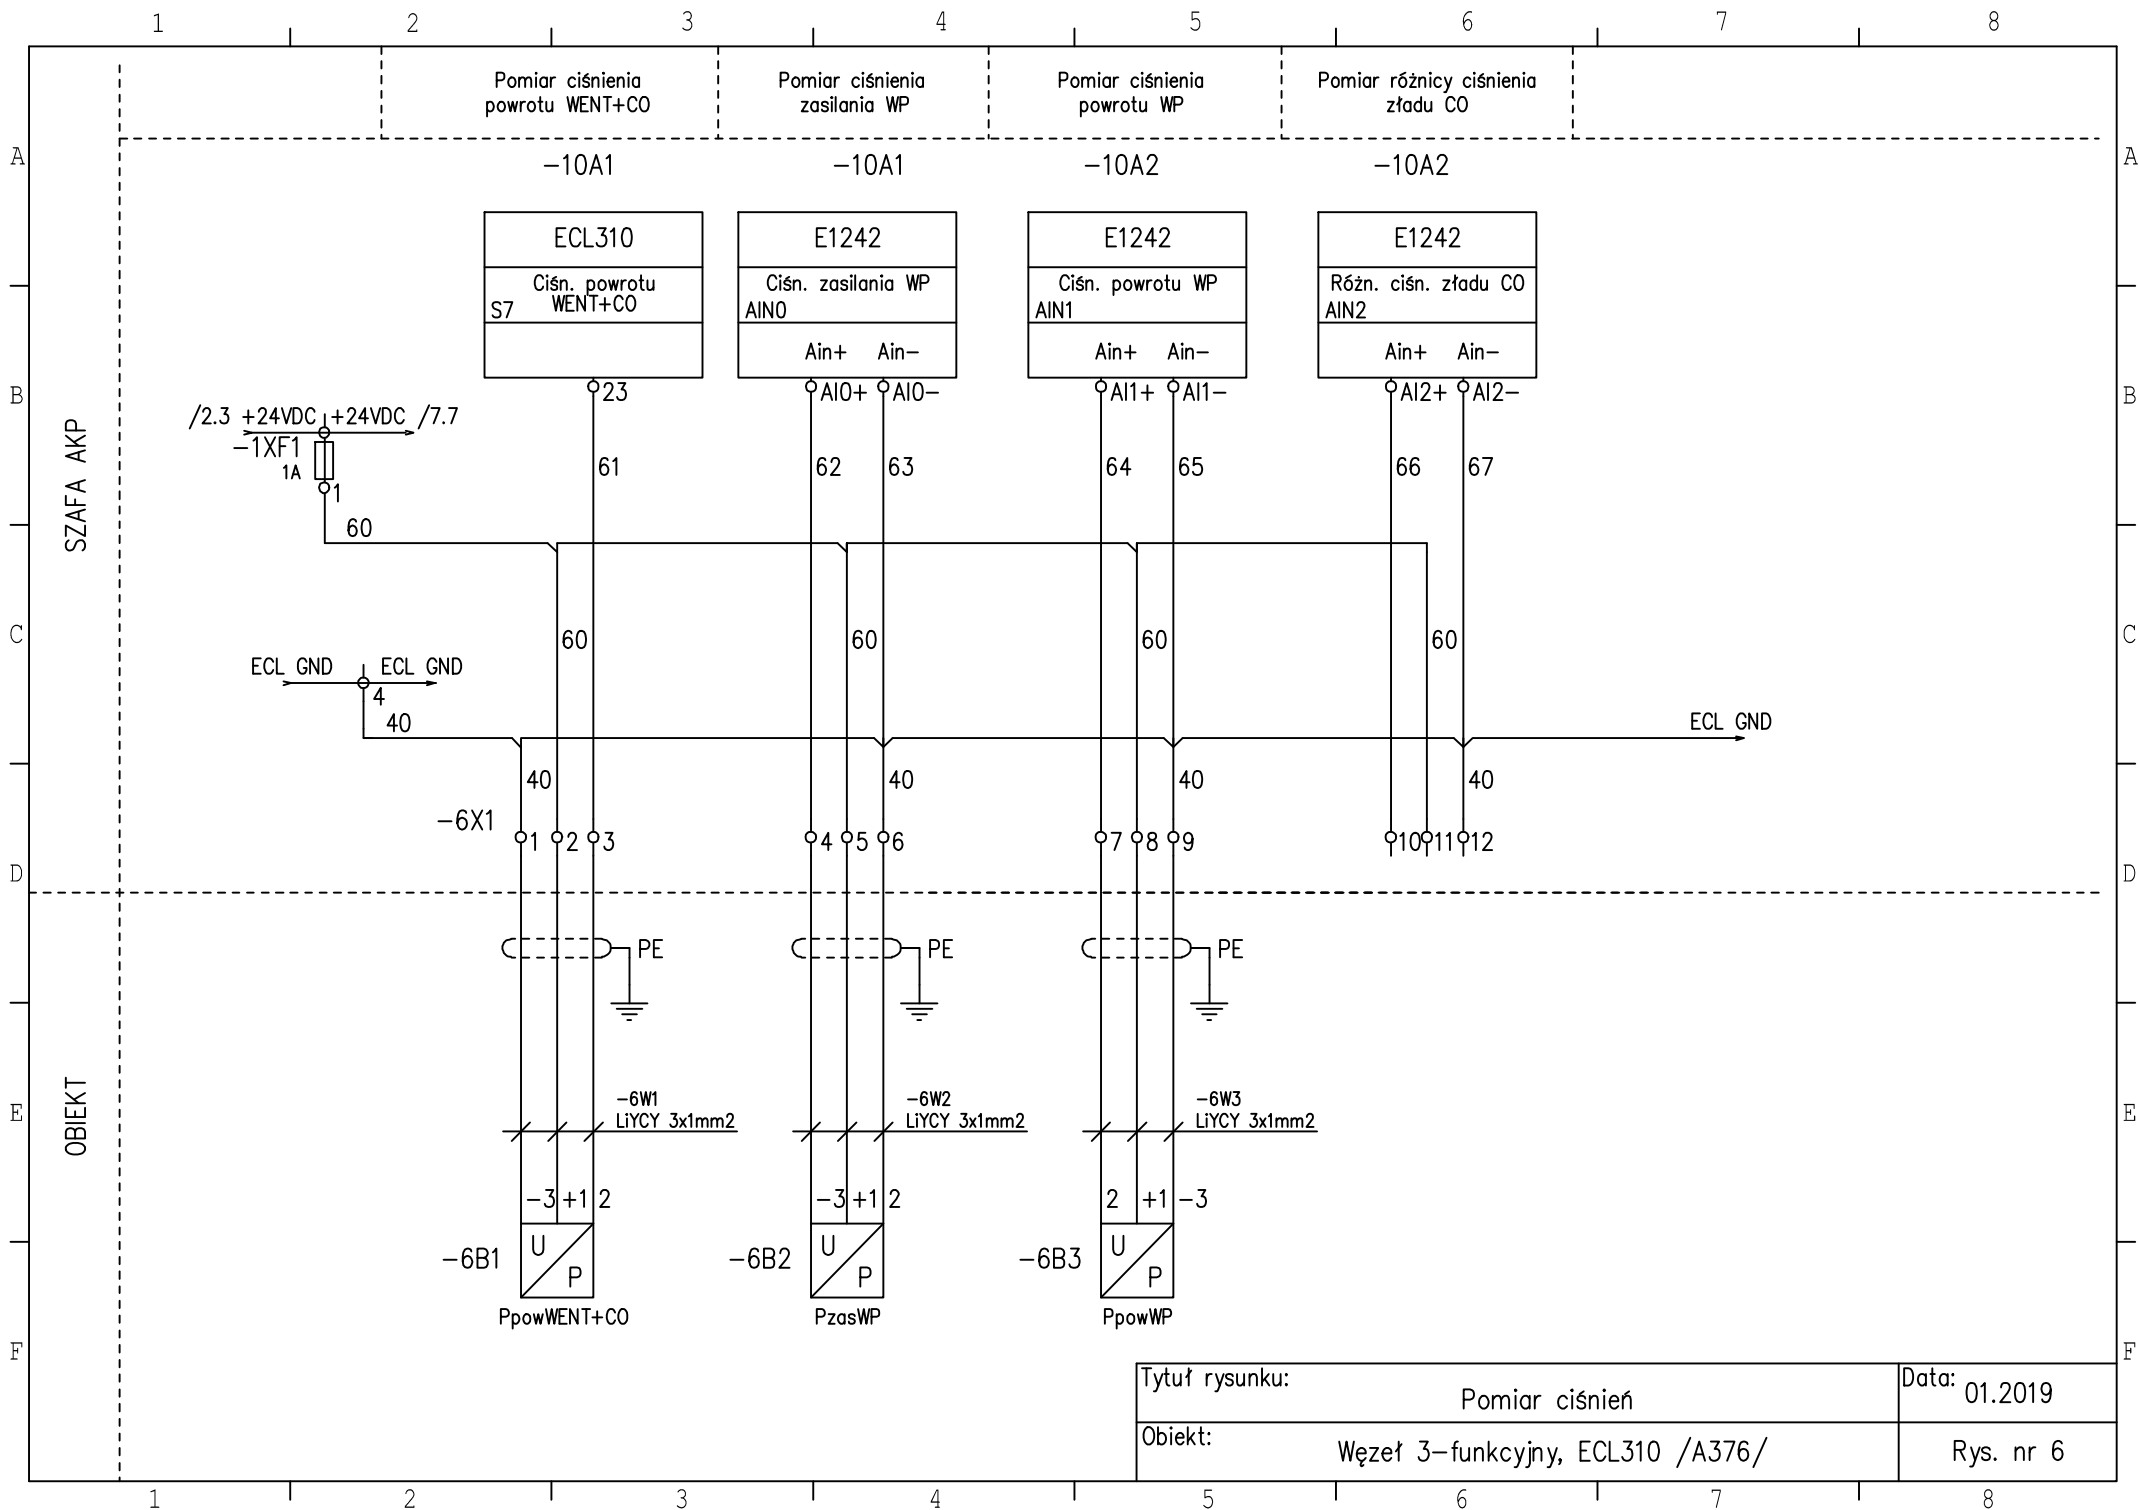 1 2 3 4 5 6 7 8
Pomiar ciśnienia
powrotu WENT+CO
Pomiar ciśnienia
zasilania WP
Pomiar ciśnienia
powrotu WP
Pomiar różnicy ciśnienia
zładu CO
A A
-10A1 -10A1 -10A2 -10A2
ECL310 E1242 E1242 E1242
Ciśn. powrotu
WENT+CO
S7
Ciśn. zasilania WP
AIN0
Ciśn. powrotu WP
AIN1
Różn. ciśn. zładu CO
AIN2
Ain+ Ain- Ain+ Ain- Ain+ Ain-
B B
23 AI0+ AI0- AI1+ AI1- AI2+ AI2-
/2.3 +24VDC +24VDC /7.7
-1XF1
1A
1
61 62 63 64 65 66 67
SZAFA AKP
60
C C
60 60 60 60
ECL GND ECL GND
4
40
ECL GND
40 40 40 40
-6X1
1 2 3 4 5 6 7 8 9 10 11 12
D D
PE PE PE
-6W1
LiYCY 3x1mm2
-6W2
LiYCY 3x1mm2
-6W3
LiYCY 3x1mm2
E E
OBIEKT
-3 +1 2 -3 +1 2 2 +1 -3
-6B1 U P
-6B2 U P
-6B3 U P
PpowWENT+CO PzasWP PpowWP
F F
Tytuł rysunku:
Pomiar ciśnień
Data:
01.2019
Obiekt:
Węzeł 3-funkcyjny, ECL310 /A376/
Rys. nr 6
1 2 3 4 5 6 7 8